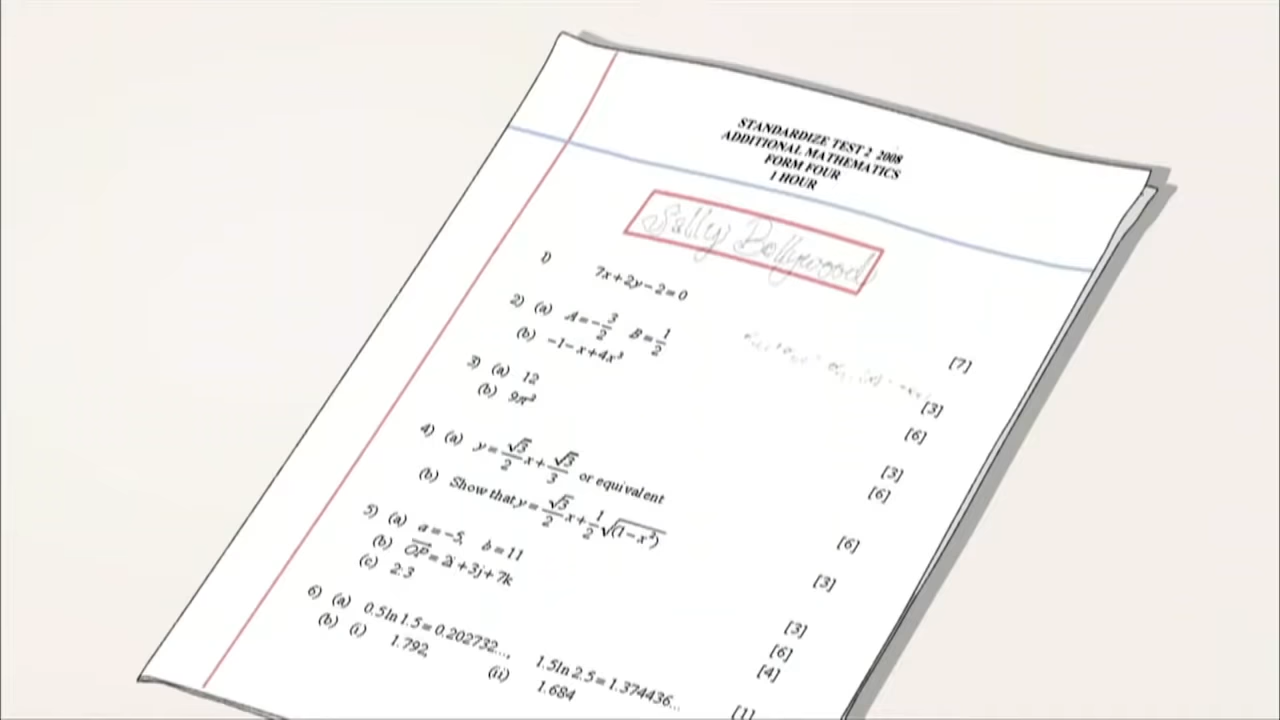 STANDARDIZE TEST 2 2008
ADDITIONAL MATHEMATICS
FORM FOUR
1 HOUR
Sally Bollywood
1) 7x+2y−2=0 [7]
2) (a) A=−3/2 B=1/2 [3]
(b) −1−x+4x³ [6]
3) (a) 12 [3]
(b) 9π² [6]
4) (a) y=√3/2 x+√3/3 or equivalent [6]
(b) Show that y=√3/2 x+1/2 √(1−x²) [3]
5) (a) a=−5, b=11 [3]
(b) OP=2i+3j+7k [6]
(c) 2:3 [4]
6) (a) 0.5ln 1.5=0.202732..., 1.5ln 2.5=1.374436... [1]
(b) (i) 1.792, (ii) 1.684